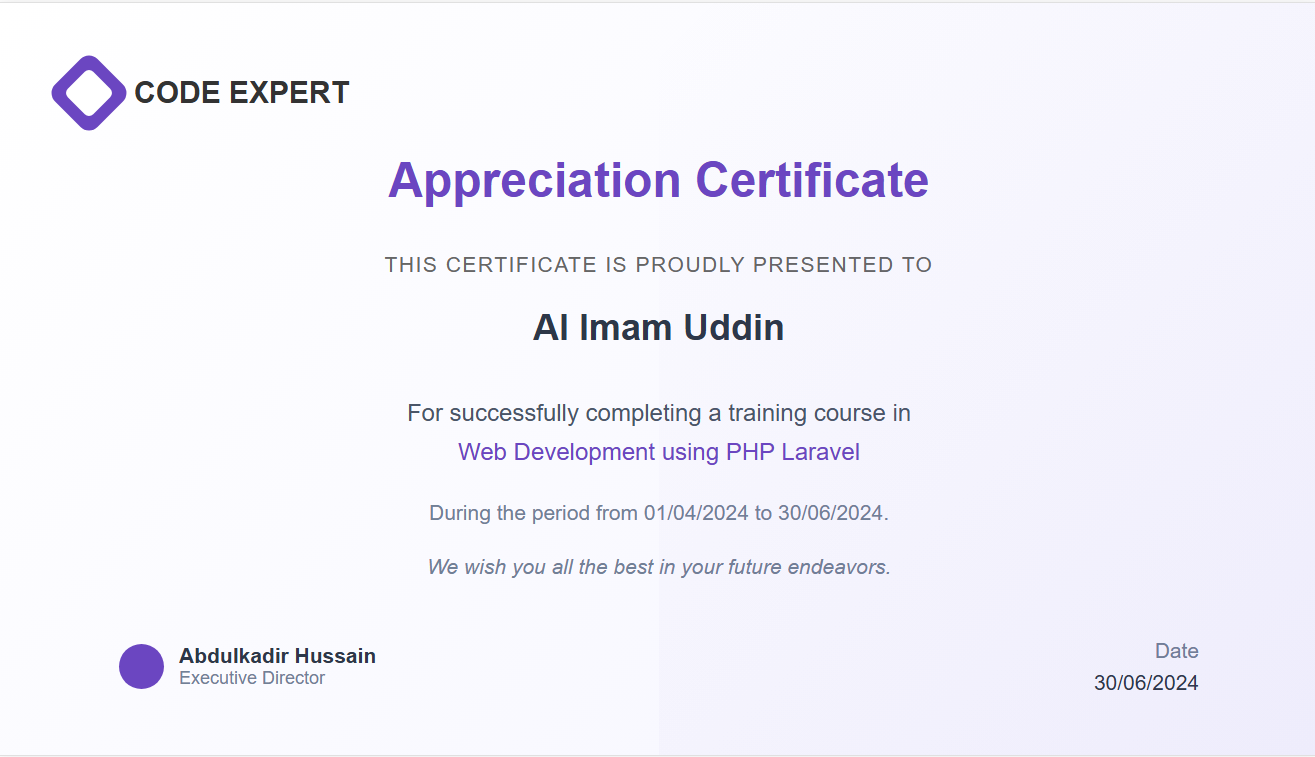 CODE EXPERT
Appreciation Certificate
THIS CERTIFICATE IS PROUDLY PRESENTED TO
Al Imam Uddin
For successfully completing a training course in
Web Development using PHP Laravel
During the period from 01/04/2024 to 30/06/2024.
We wish you all the best in your future endeavors.
Abdulkadir Hussain
Executive Director
Date
30/06/2024